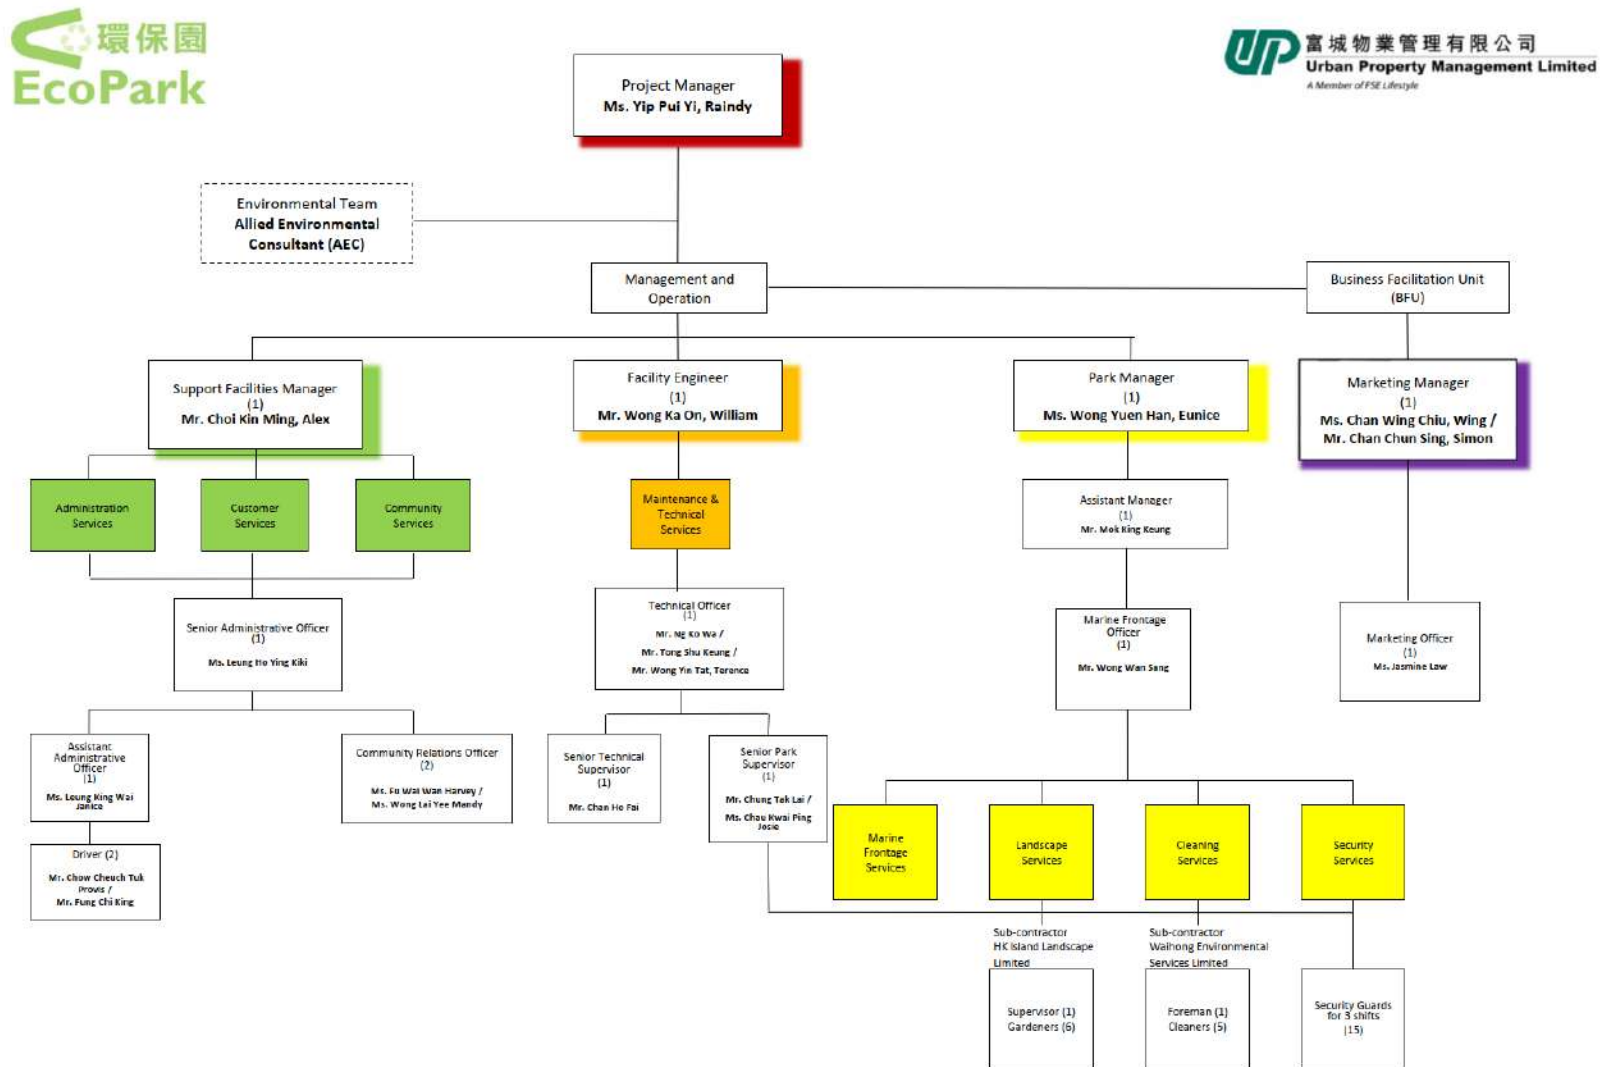 環保園
EcoPark
富城物業管理有限公司
Urban Property Management Limited
A Member of FSE Lifestyle
Project Manager
Ms. Yip Pui Yi, Raindy
Environmental Team
Allied Environmental
Consultant (AEC)
Management and
Operation
Business Facilitation Unit
(BFU)
Support Facilities Manager
(1)
Mr. Choi Kin Ming, Alex
Facility Engineer
(1)
Mr. Wong Ka On, William
Park Manager
(1)
Ms. Wong Yuen Han, Eunice
Marketing Manager
(1)
Ms. Chan Wing Chiu, Wing /
Mr. Chan Chun Sing, Simon
Administration
Services
Customer
Services
Community
Services
Maintenance &
Technical
Services
Assistant Manager
(1)
Mr. Mok King Keung
Senior Administrative Officer
(1)
Ms. Leung Ho Ying Kiki
Technical Officer
(1)
Mr. Ng Ko Wa /
Mr. Tong Shu Keung /
Mr. Wong Yin Tat, Terence
Marine Frontage
Officer
(1)
Mr. Wong Wan Sang
Marketing Officer
(1)
Ms. Jasmine Law
Assistant
Administrative
Officer
(1)
Ms. Leung King Wai
Janice
Community Relations Officer
(2)
Ms. Fu Wai Wan Harvey /
Ms. Wong Lai Yee Mandy
Senior Technical
Supervisor
(1)
Mr. Chan Ho Fai
Senior Park
Supervisor
(1)
Mr. Chung Tak Lai /
Ms. Chau Kwai Ping
Josie
Driver (2)
Mr. Chow Cheuch Tuk
Provis /
Mr. Fung Chi King
Marine
Frontage
Services
Landscape
Services
Cleaning
Services
Security
Services
Sub-contractor
HK Island Landscape
Limited
Sub-contractor
Waihong Environmental
Services Limited
Supervisor (1)
Gardeners (6)
Foreman (1)
Cleaners (5)
Security Guards
for 3 shifts
(15)